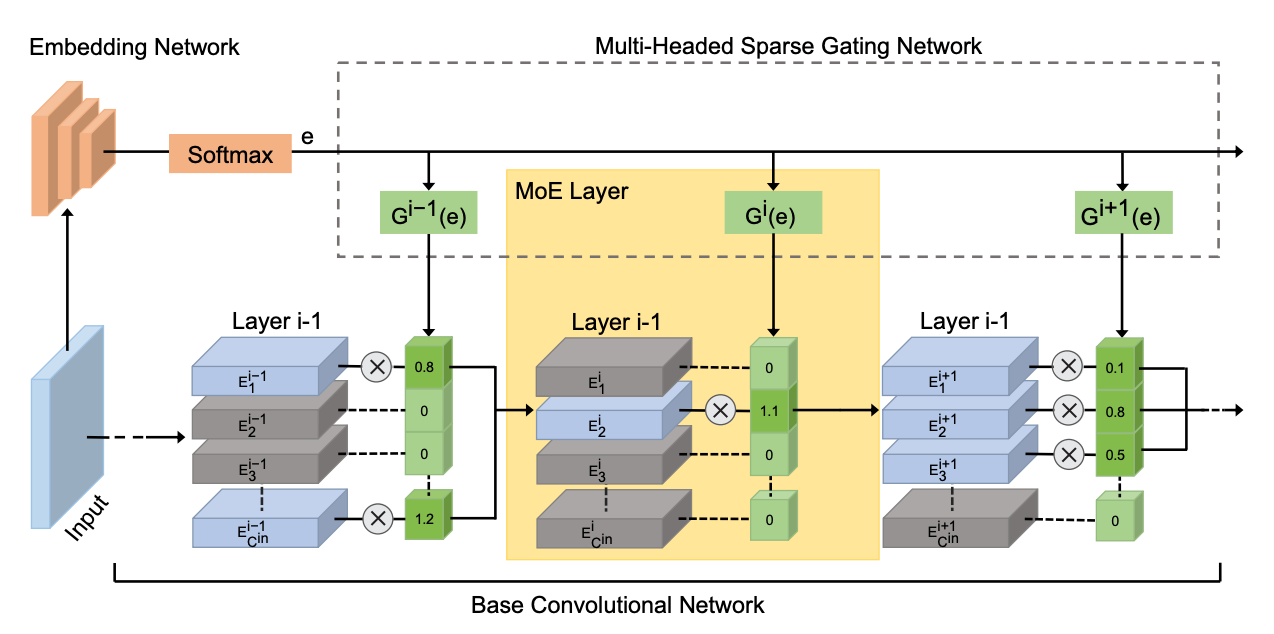 Embedding Network
Multi-Headed Sparse Gating Network
Softmax
e
MoE Layer
G^{i−1}(e)
G^{i}(e)
G^{i+1}(e)
Layer i-1
Layer i-1
Layer i-1
E_1^{i−1}
0.8
E_2^{i−1}
0
E_3^{i−1}
0
E_{C^{in}}^{i−1}
1.2
E_1^{i}
0
E_2^{i}
1.1
E_3^{i}
0
E_{C^{in}}^{i}
0
E_1^{i+1}
0.1
E_2^{i+1}
0.8
E_3^{i+1}
0.5
E_{C^{in}}^{i+1}
0
Input
Base Convolutional Network